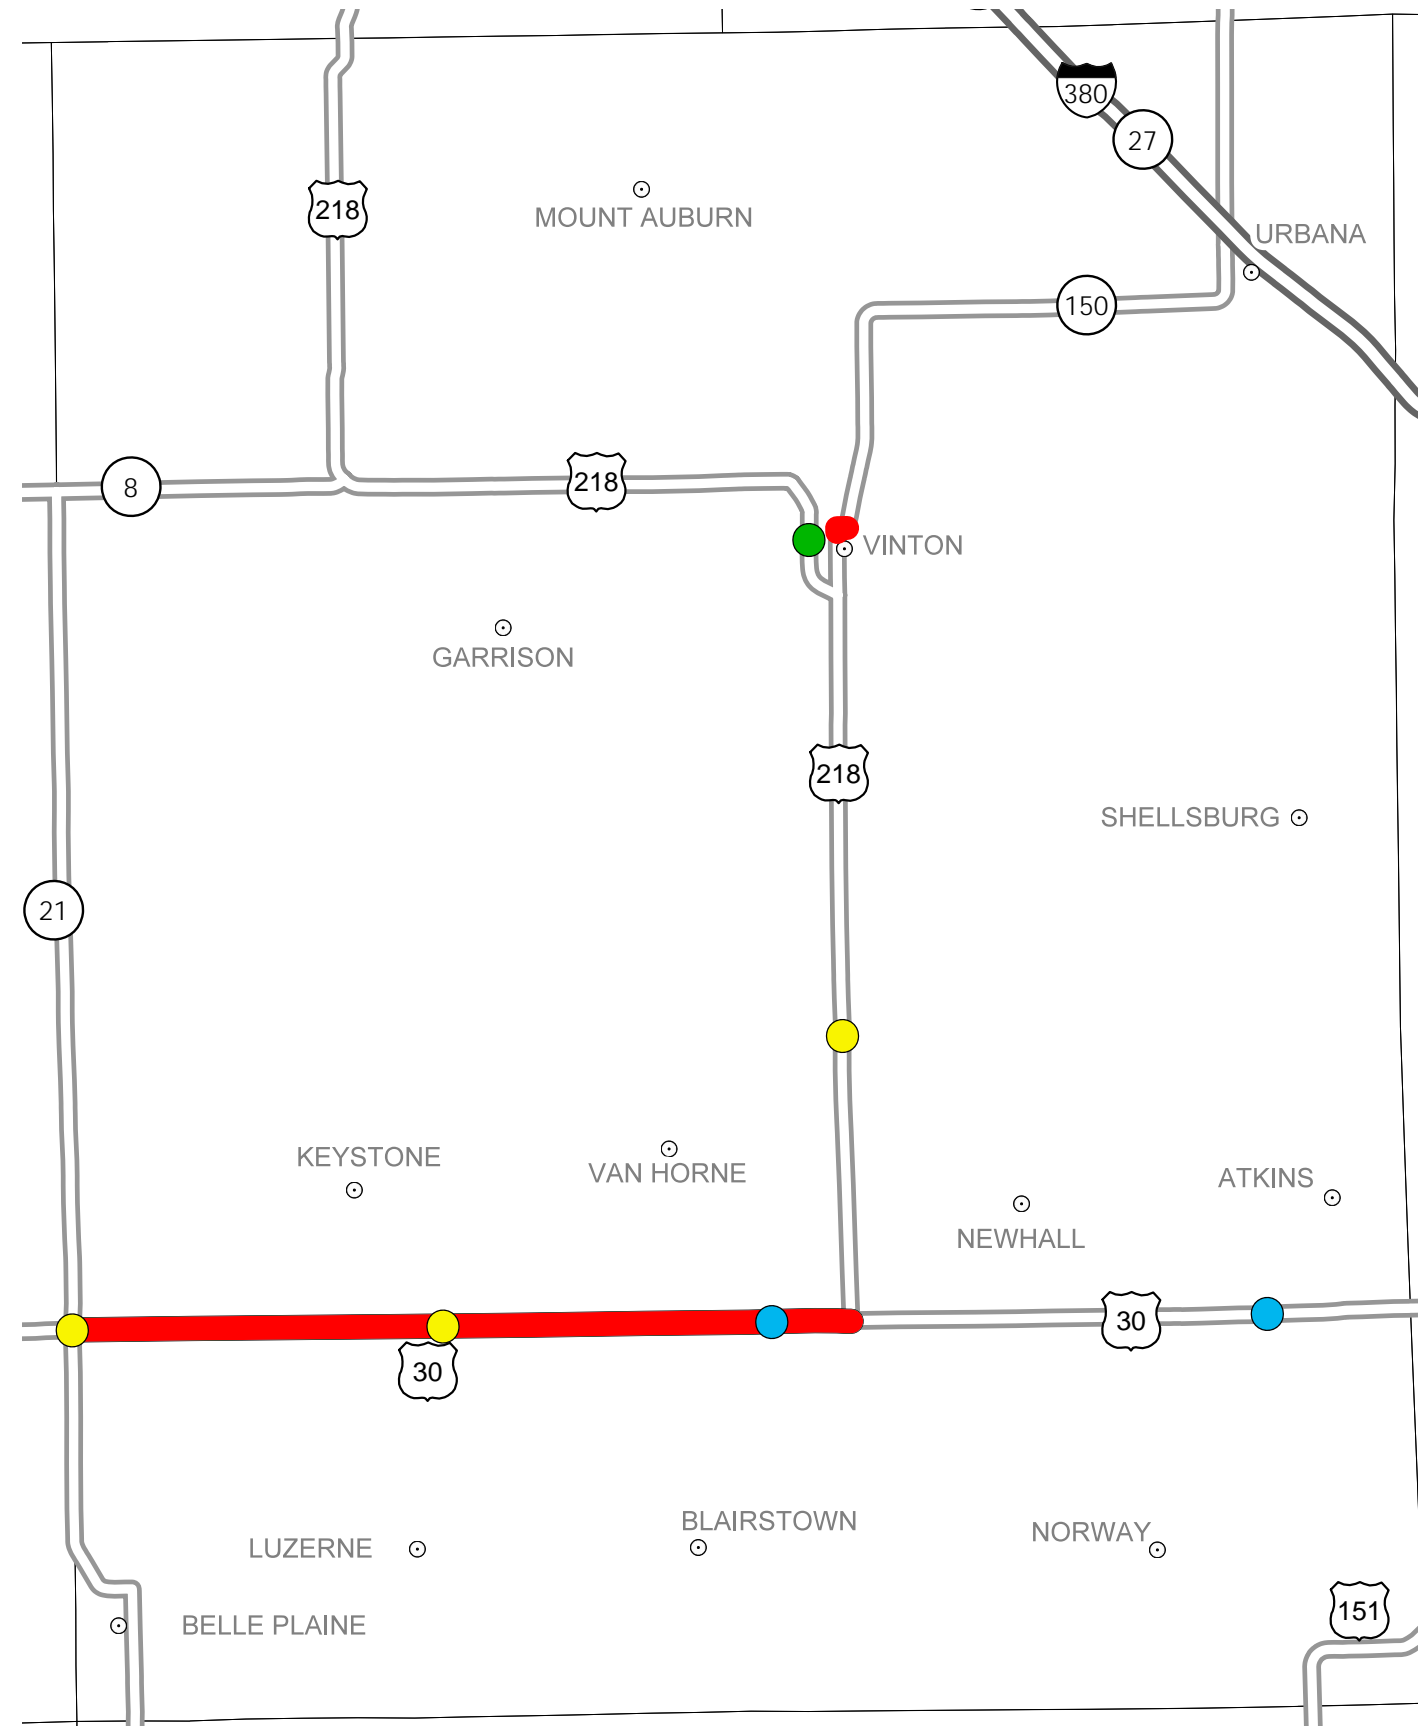 380
27
218
MOUNT AUBURN
URBANA
150
8
218
VINTON
GARRISON
218
SHELLSBURG
21
KEYSTONE
VAN HORNE
ATKINS
NEWHALL
30
30
BLAIRSTOWN
NORWAY
LUZERNE
151
BELLE PLAINE